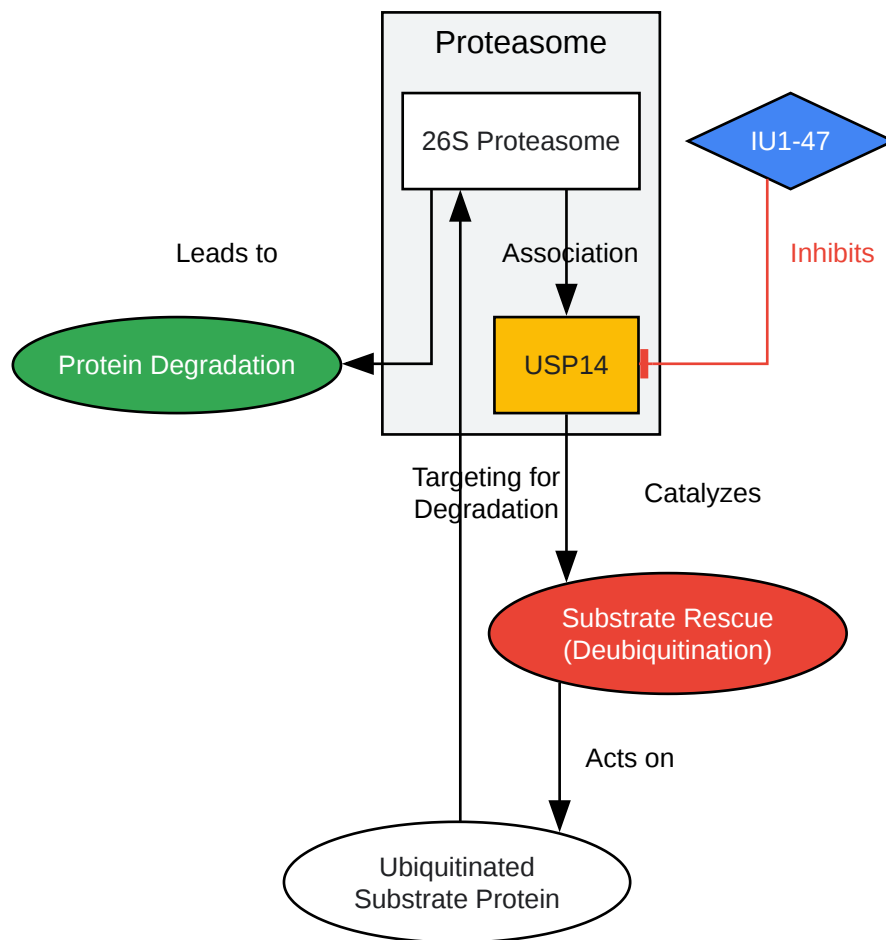 Proteasome
26S Proteasome
IU1-47
Leads to
Association
Inhibits
Protein Degradation
USP14
Targeting for
Degradation
Catalyzes
Substrate Rescue
(Deubiquitination)
Acts on
Ubiquitinated
Substrate Protein